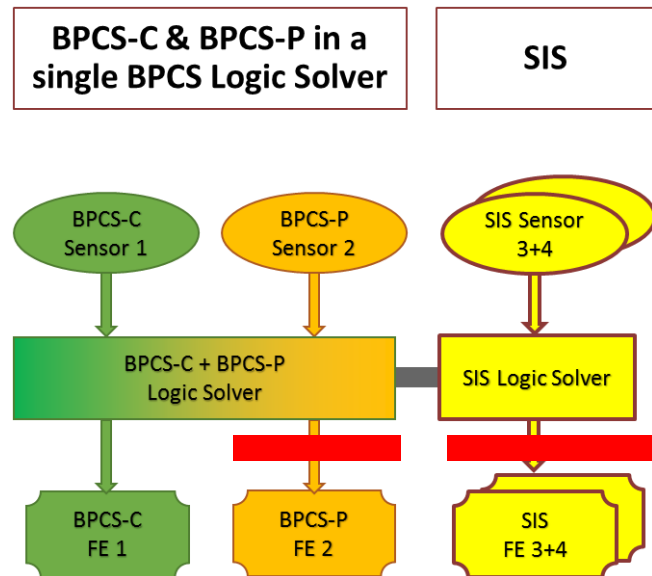 BPCS-C & BPCS-P in a
single BPCS Logic Solver
SIS
BPCS-C
Sensor 1
BPCS-P
Sensor 2
SIS Sensor
3+4
BPCS-C + BPCS-P
Logic Solver
SIS Logic Solver
BPCS-C
FE 1
BPCS-P
FE 2
SIS
FE 3+4